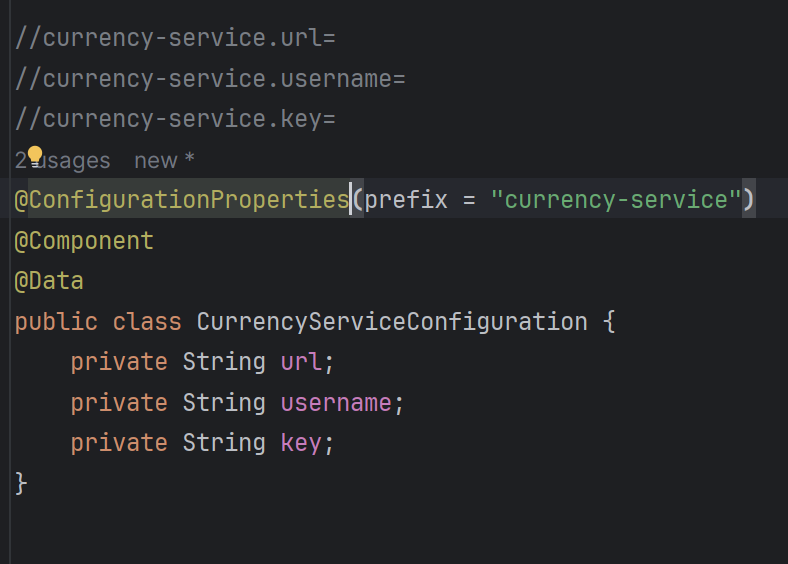 //currency-service.url=
//currency-service.username=
//currency-service.key=
2 usages new *
@ConfigurationProperties(prefix = "currency-service")
@Component
@Data
public class CurrencyServiceConfiguration {
    private String url;
    private String username;
    private String key;
}